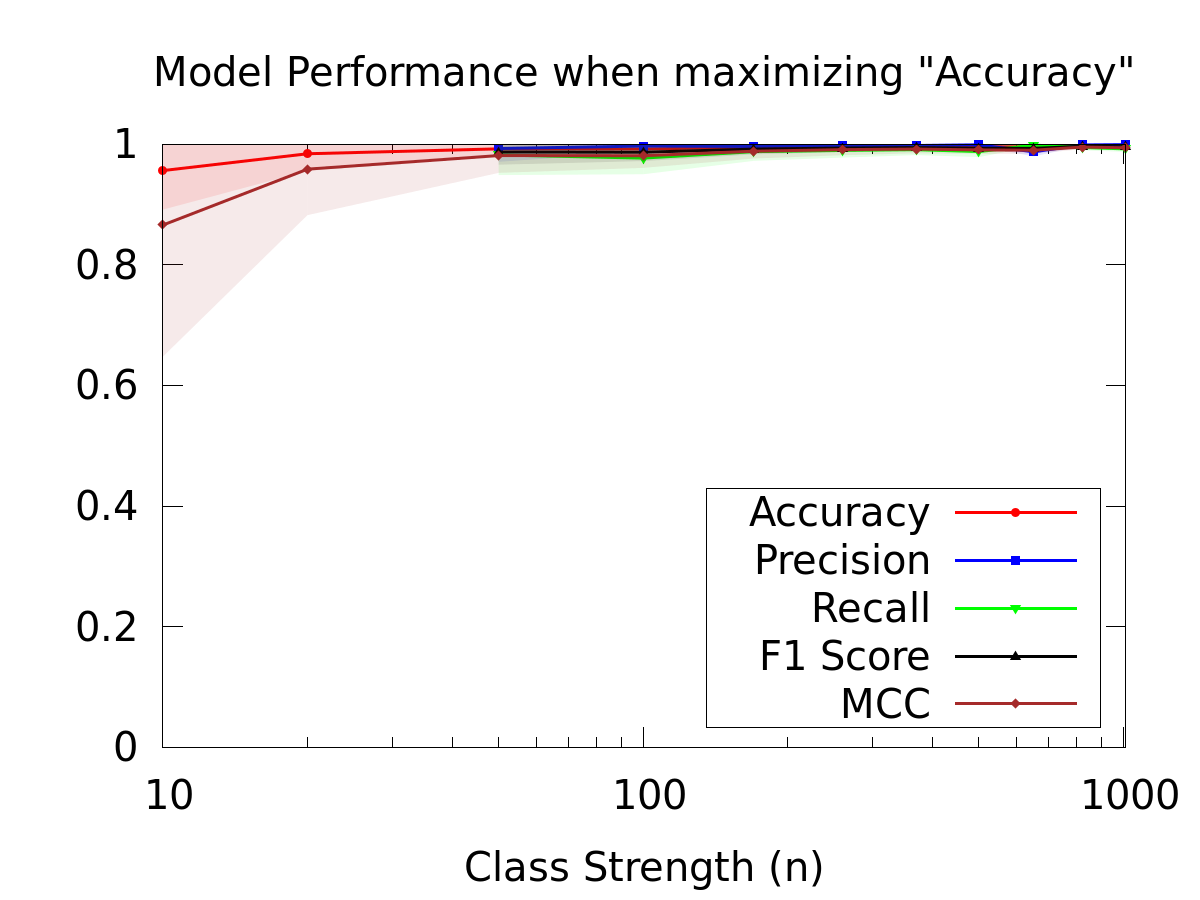 Model Performance when maximizing "Accuracy"
1
0.8
0.6
0.4
0.2
0
Accuracy
Precision
Recall
F1 Score
MCC
10 100 1000
Class Strength (n)